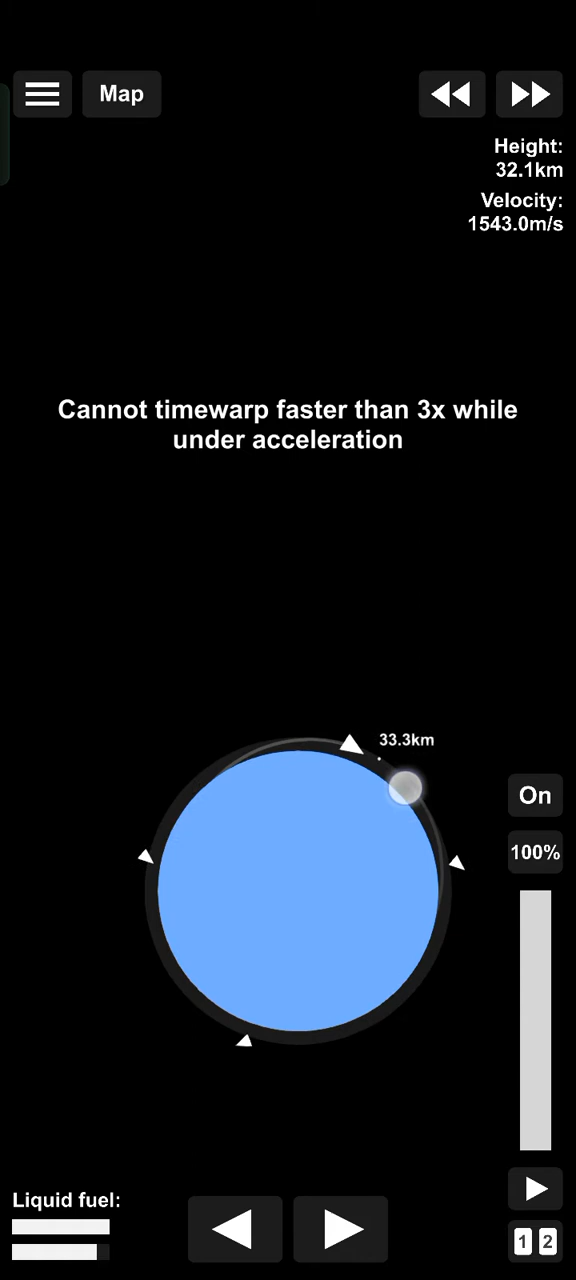 Map
Height:
32.1km
Velocity:
1543.0m/s
Cannot timewarp faster than 3x while
under acceleration
33.3km
On
100%
Liquid fuel:
1 2